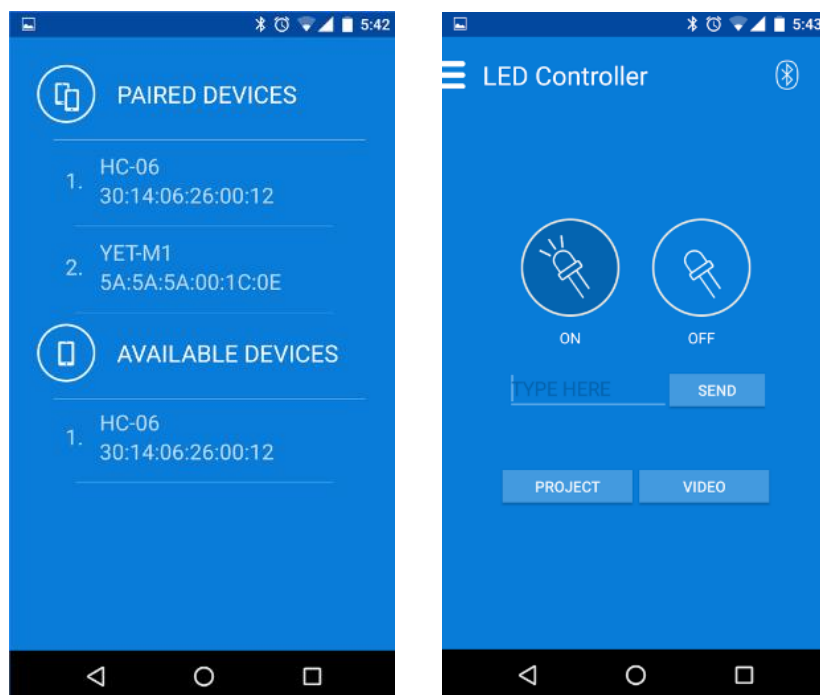 5:42
PAIRED DEVICES
1. HC-06
30:14:06:26:00:12
2. YET-M1
5A:5A:5A:00:1C:0E
AVAILABLE DEVICES
1. HC-06
30:14:06:26:00:12
5:43
LED Controller
ON OFF
TYPE HERE SEND
PROJECT VIDEO